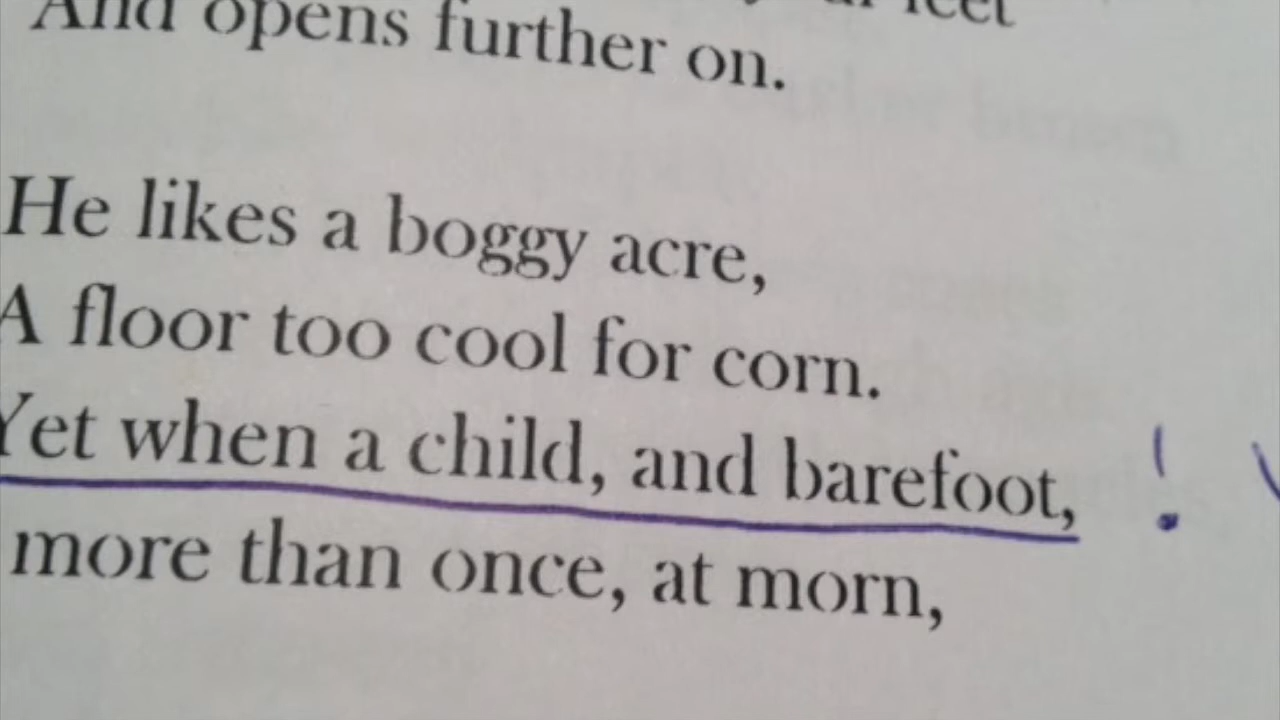 And opens further on.
He likes a boggy acre,
A floor too cool for corn.
Yet when a child, and barefoot, !
more than once, at morn,